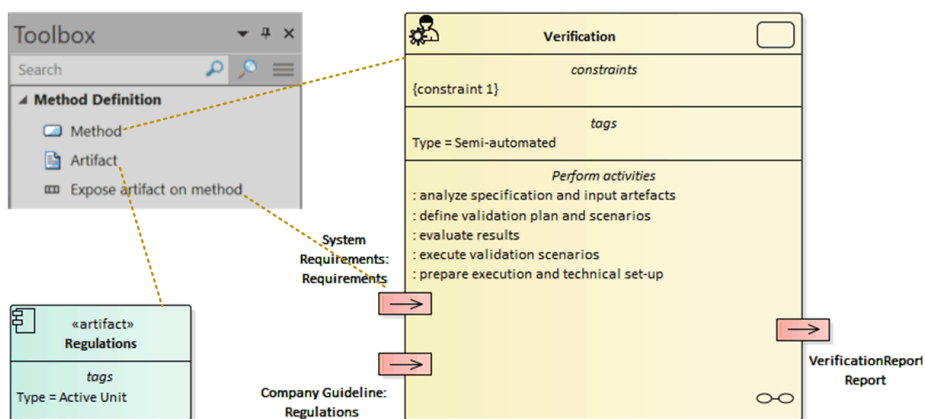 Toolbox
Search
Method Definition
Method
Artifact
Expose artifact on method
Verification
constraints
{constraint 1}
tags
Type = Semi-automated
Perform activities
: analyze specification and input artefacts
: define validation plan and scenarios
: evaluate results
: execute validation scenarios
: prepare execution and technical set-up
System
Requirements:
Requirements
Company Guideline:
Regulations
VerificationReport
Report
«artifact»
Regulations
tags
Type = Active Unit